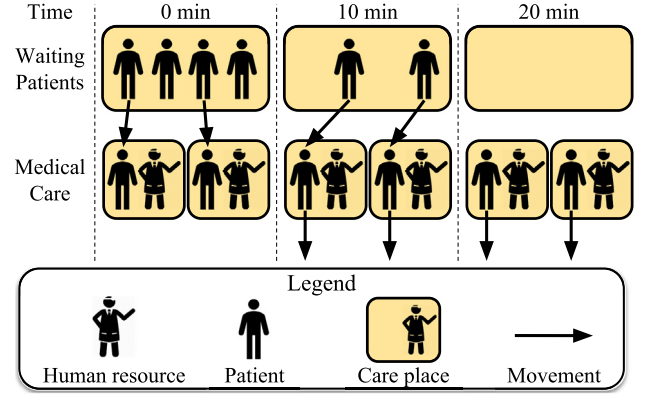 Time 0 min 10 min 20 min
Waiting
Patients
Medical
Care
Legend
Human resource Patient Care place Movement